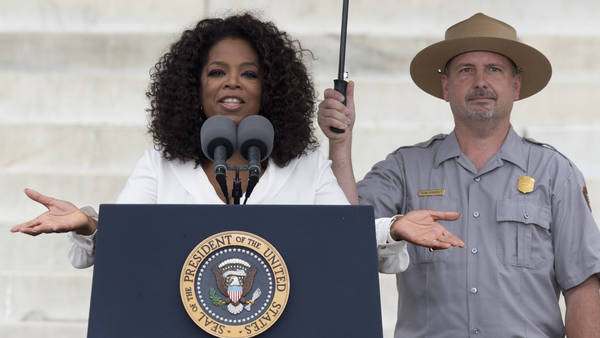 SEAL OF THE PRESIDENT OF THE UNITED STATES